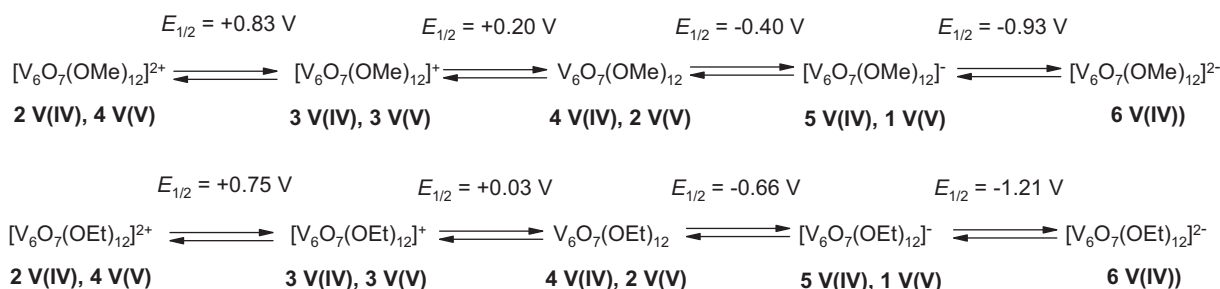 E1/2 = +0.83 V E1/2 = +0.20 V E1/2 = -0.40 V E1/2 = -0.93 V
[V6O7(OMe)12]2+ [V6O7(OMe)12]+ V6O7(OMe)12 [V6O7(OMe)12]- [V6O7(OMe)12]2-
2 V(IV), 4 V(V) 3 V(IV), 3 V(V) 4 V(IV), 2 V(V) 5 V(IV), 1 V(V) 6 V(IV))
E1/2 = +0.75 V E1/2 = +0.03 V E1/2 = -0.66 V E1/2 = -1.21 V
[V6O7(OEt)12]2+ [V6O7(OEt)12]+ V6O7(OEt)12 [V6O7(OEt)12]- [V6O7(OEt)12]2-
2 V(IV), 4 V(V) 3 V(IV), 3 V(V) 4 V(IV), 2 V(V) 5 V(IV), 1 V(V) 6 V(IV))